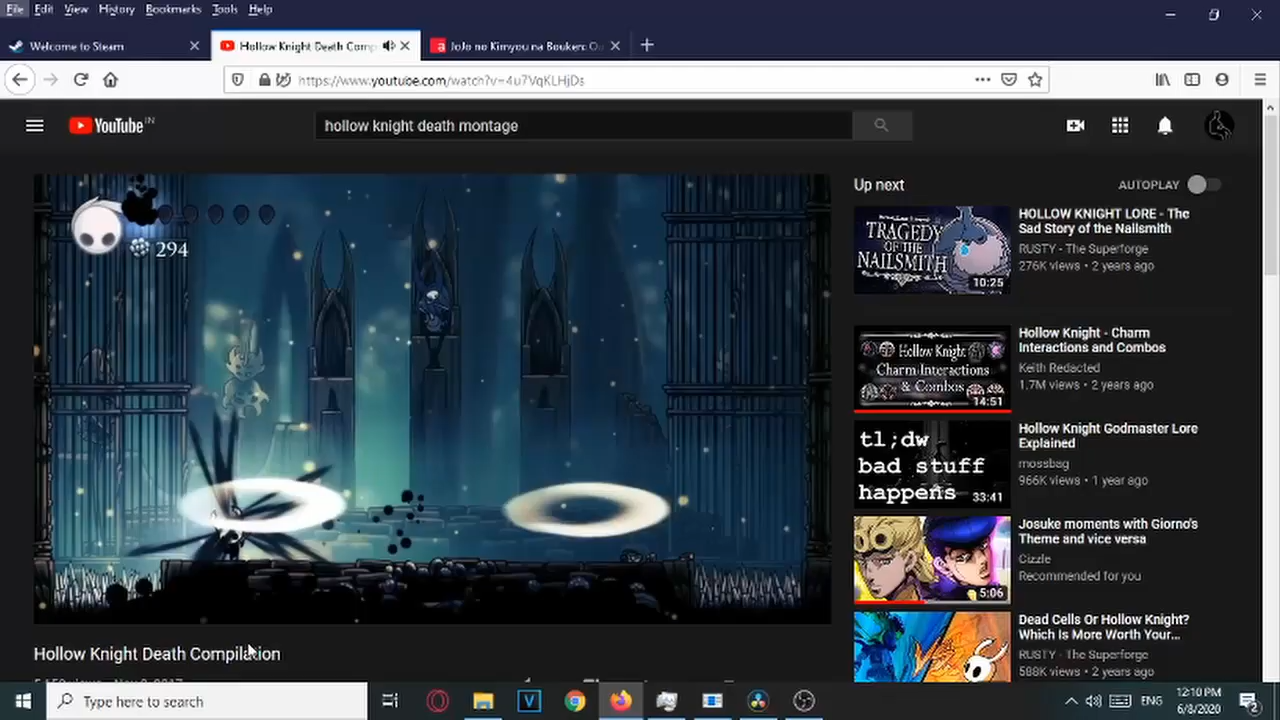 File Edit View History Bookmarks Tools Help
Welcome to Steam
Hollow Knight Death Comp
JoJo no Kimyou na Bouken: O
https://www.youtube.com/watch?v=4u7VqKLHjDs
YouTube IN
hollow knight death montage
294
Up next
AUTOPLAY
TRAGEDY
OF THE
NAILSMITH
10:25
HOLLOW KNIGHT LORE - The
Sad Story of the Nailsmith
RUSTY - The Superforge
276K views • 2 years ago
Hollow Knight
Charm Interactions
& Combos
14:51
Hollow Knight - Charm
Interactions and Combos
Keith Redacted
1.7M views • 2 years ago
tl;dw
bad stuff
happens
33:41
Hollow Knight Godmaster Lore
Explained
mossbag
966K views • 1 year ago
5:06
Josuke moments with Giorno's
Theme and vice versa
Cizzle
Recommended for you
Dead Cells Or Hollow Knight?
Which Is More Worth Your...
RUSTY - The Superforge
588K views • 2 years ago
Hollow Knight Death Compilation
Type here to search
ENG
12:10 PM
6/8/2020
2